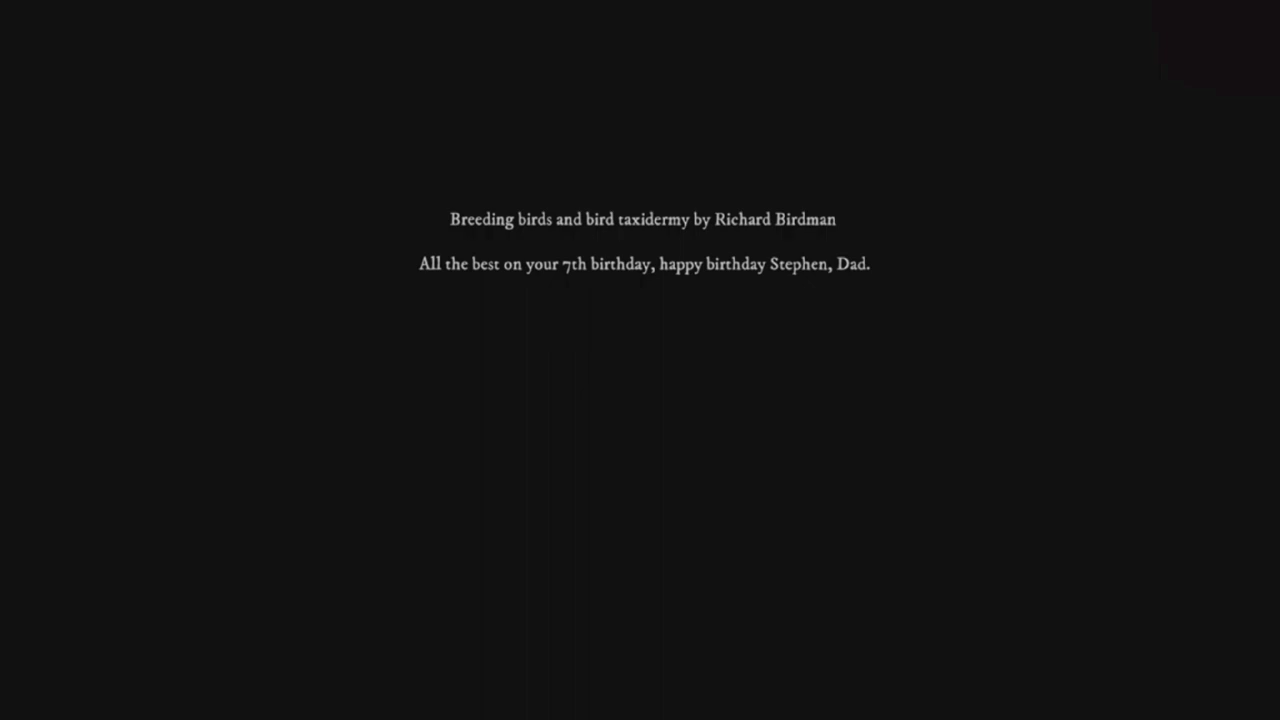 Breeding birds and bird taxidermy by Richard Birdman
All the best on your 7th birthday, happy birthday Stephen, Dad.